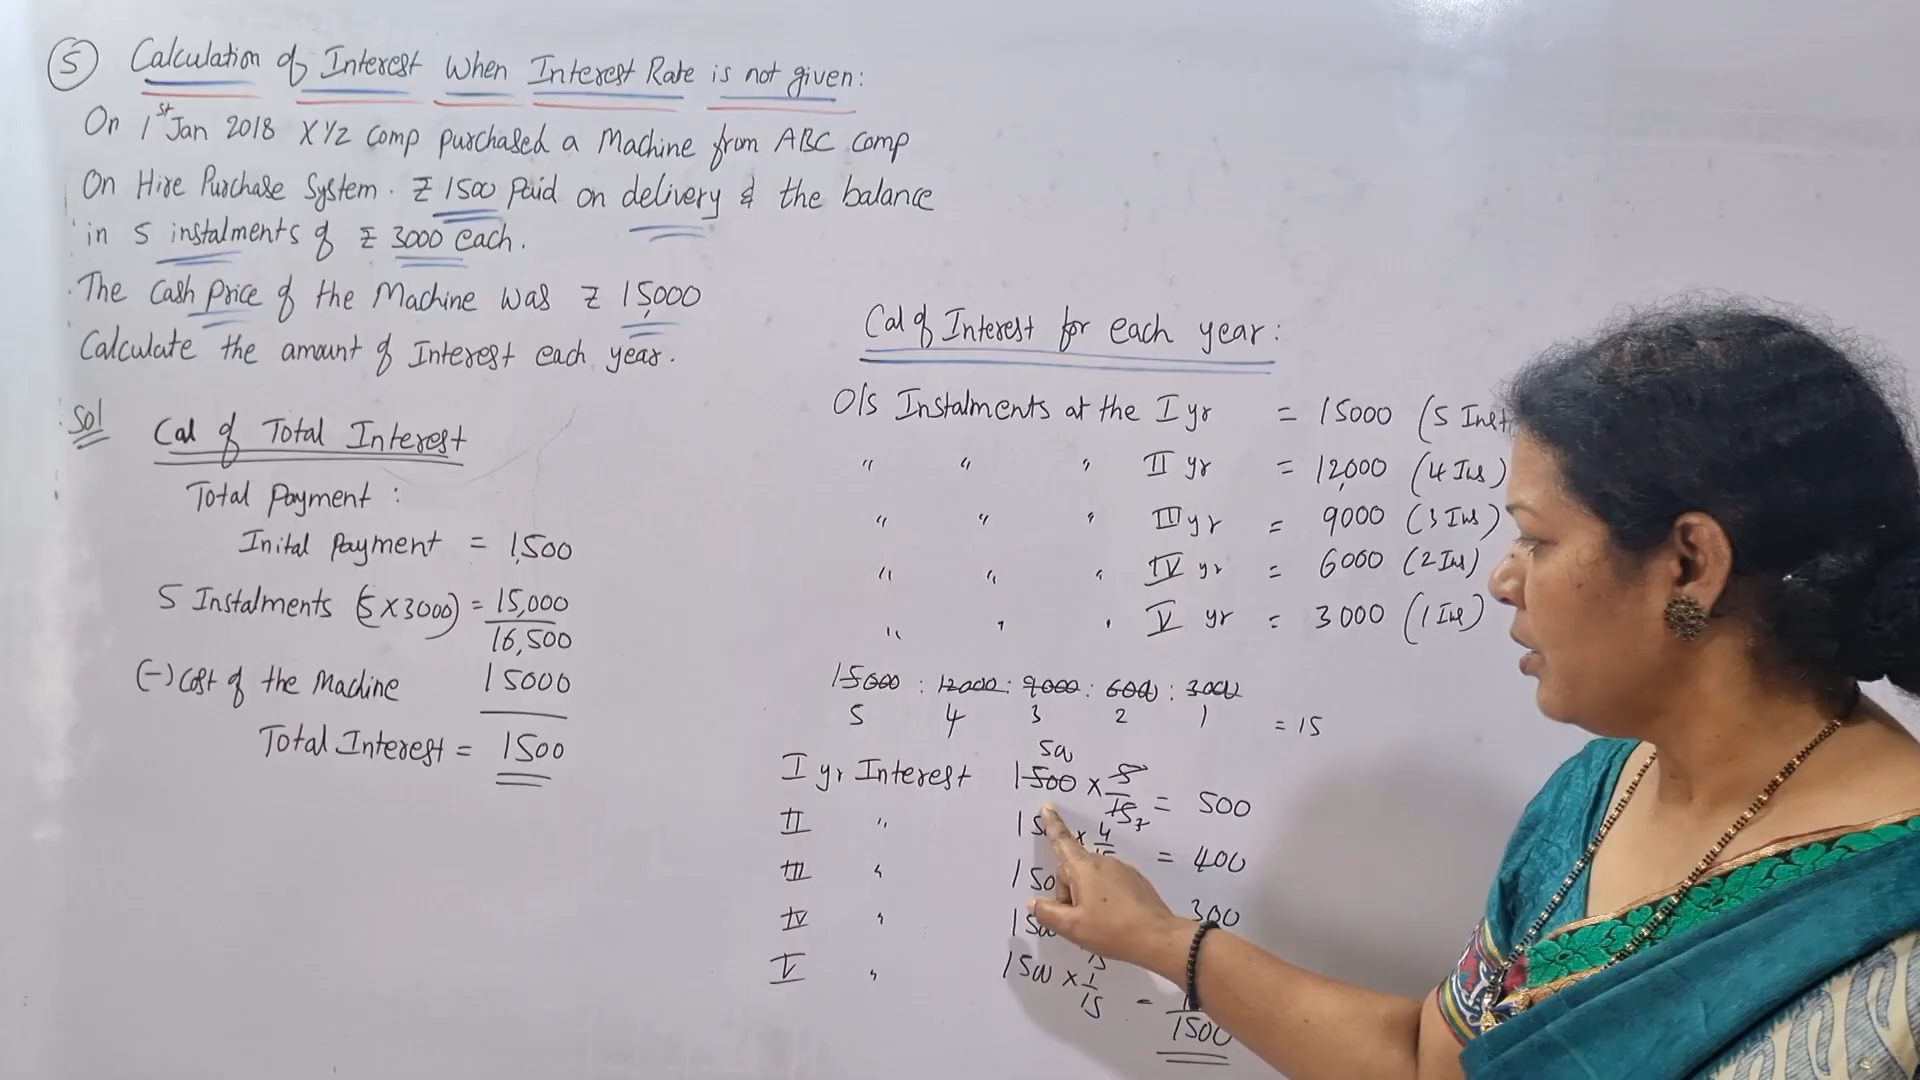 5 Calculation of Interest When Interest Rate is not given:
On 1st Jan 2018 XYZ Comp purchased a Machine from ABC Comp
On Hire Purchase System. ₹ 1500 Paid on delivery & the balance
in 5 instalments of ₹ 3000 each.
The Cash Price of the Machine was ₹ 15,000
Calculate the amount of Interest each year.
Sol
Cal of Total Interest
Total Payment :
Inital Payment = 1,500
5 Instalments (5 X 3000) = 15,000
16,500
(-) Cost of the Machine 15000
Total Interest = 1500
Cal of Interest for each year:
O/s Instalments at the I yr = 15000 (5 Inst
" " " II yr = 12,000 (4 Ins)
" " " III yr = 9000 (3 Ins)
" " " IV yr = 6000 (2 Ins)
" " " V yr = 3000 (1 Ins)
15000 : 12000 : 9000 : 6000 : 3000
5 4 3 2 1 = 15
500
I yr Interest 1500 x 5/15 = 500
II " x 4 = 400
III "
300
IV "
V " 1500 x 1/15 -
1500